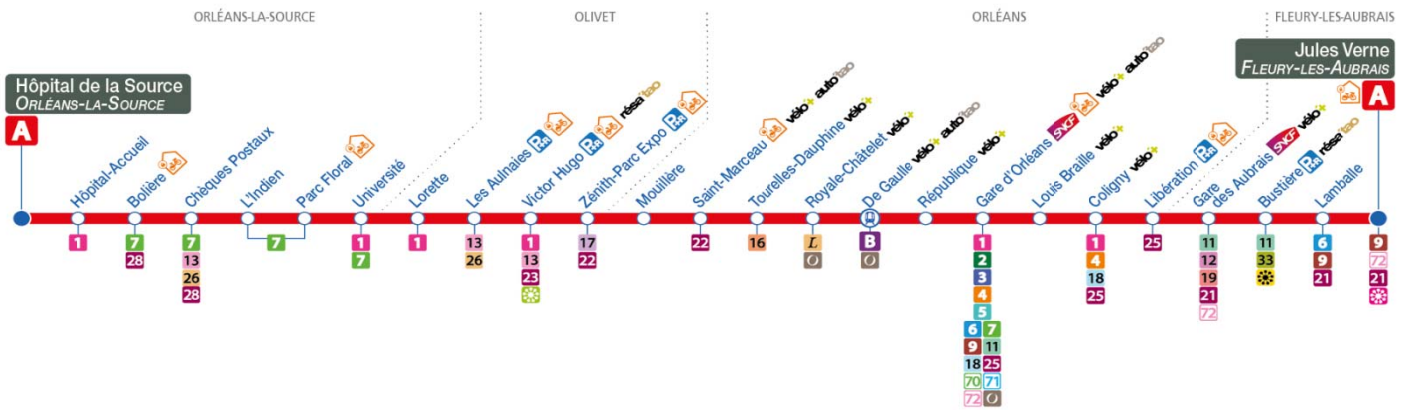 ORLÉANS-LA-SOURCE
OLIVET
ORLÉANS
FLEURY-LES-AUBRAIS
Hôpital de la Source
ORLÉANS-LA-SOURCE
A
Jules Verne
FLEURY-LES-AUBRAIS
A
Hôpital-Accueil
Bolière
Chèques Postaux
L'Indien
Parc Floral
Université
Lorette
Les Aulnaies P+R
Victor Hugo P+R résa'tao
Zénith-Parc Expo P+R
Mouillère
Saint-Marceau vélo+ auto'tao
Tourelles-Dauphine vélo+
Royale-Châtelet vélo+
De Gaulle vélo+ auto'tao
République vélo+
Gare d'Orléans SNCF vélo+ auto'tao
Louis Braille vélo+
Coligny vélo+
Libération P+R
Gare
des Aubrais SNCF vélo+
Bustière P+R résa'tao
Lamballe
1
7
28
7
13
26
28
7
1
7
1
13
26
1
13
23
17
22
22
16
L
O
B
O
1
2
3
4
5
6 7
9 11
18 25
70 71
72 O
1
4
18
25
25
11
12
19
21
72
11
33
6
9
21
9
72
21